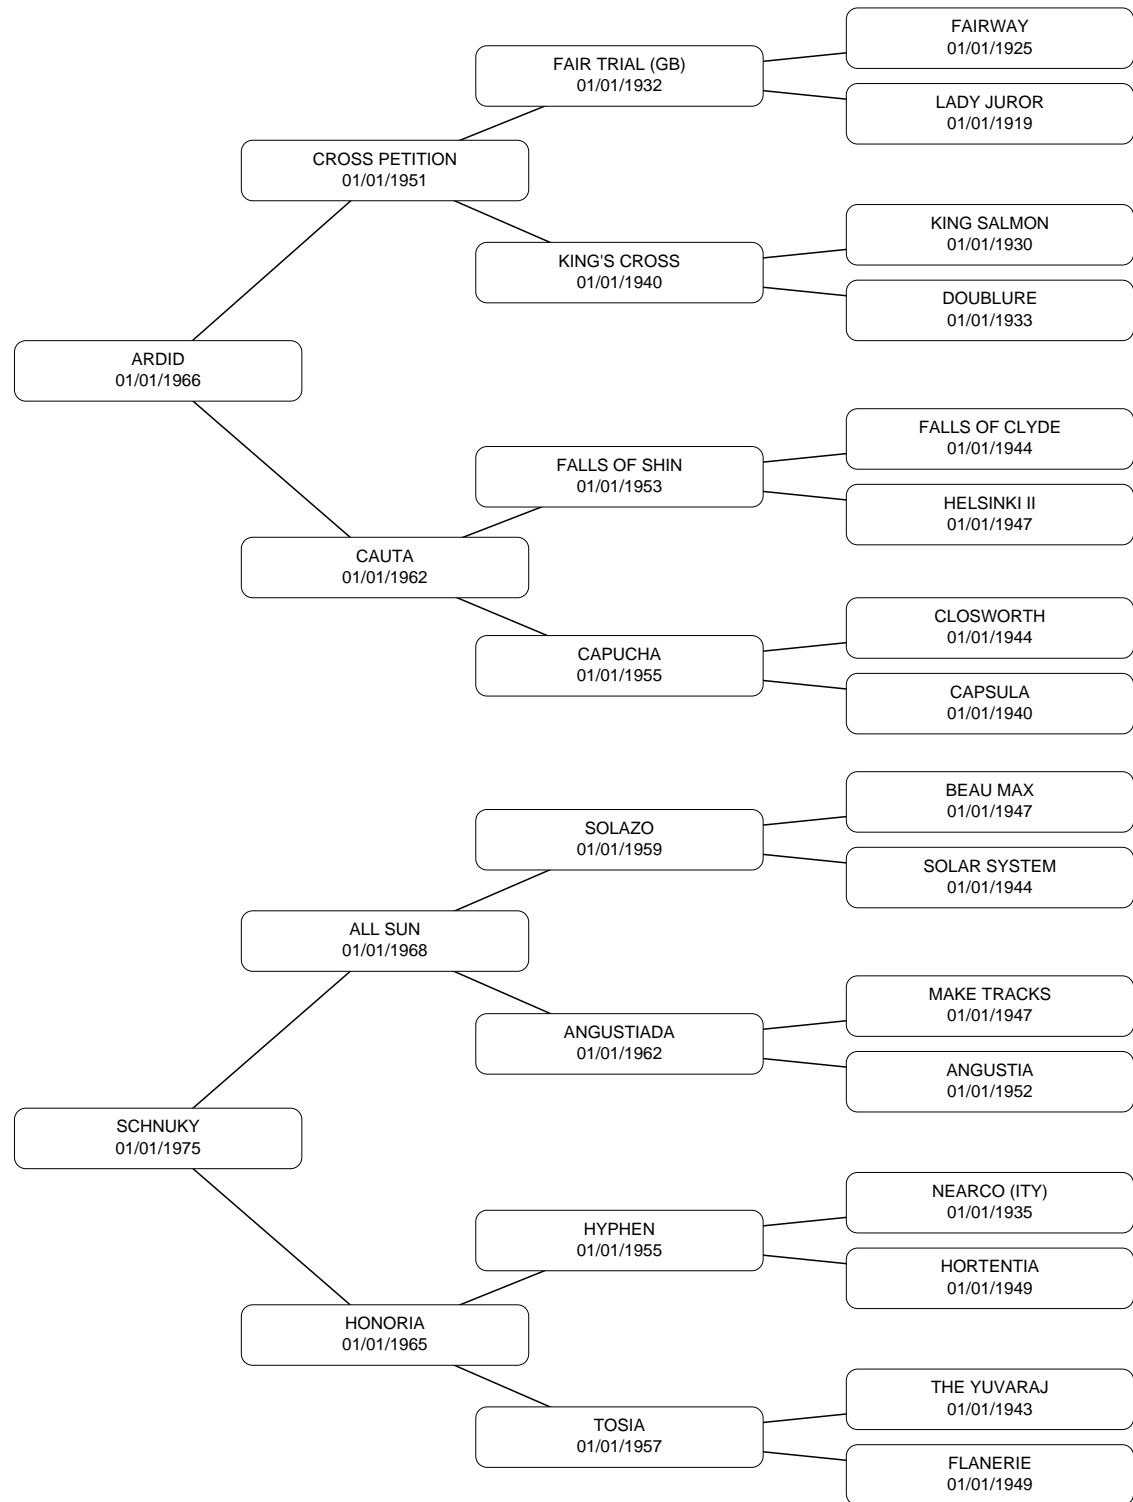 FAIRWAY
01/01/1925
FAIR TRIAL (GB)
01/01/1932
LADY JUROR
01/01/1919
CROSS PETITION
01/01/1951
KING SALMON
01/01/1930
KING'S CROSS
01/01/1940
DOUBLURE
01/01/1933
ARDID
01/01/1966
FALLS OF CLYDE
01/01/1944
FALLS OF SHIN
01/01/1953
HELSINKI II
01/01/1947
CAUTA
01/01/1962
CLOSWORTH
01/01/1944
CAPUCHA
01/01/1955
CAPSULA
01/01/1940
BEAU MAX
01/01/1947
SOLAZO
01/01/1959
SOLAR SYSTEM
01/01/1944
ALL SUN
01/01/1968
MAKE TRACKS
01/01/1947
ANGUSTIADA
01/01/1962
ANGUSTIA
01/01/1952
SCHNUKY
01/01/1975
NEARCO (ITY)
01/01/1935
HYPHEN
01/01/1955
HORTENTIA
01/01/1949
HONORIA
01/01/1965
THE YUVARAJ
01/01/1943
TOSIA
01/01/1957
FLANERIE
01/01/1949